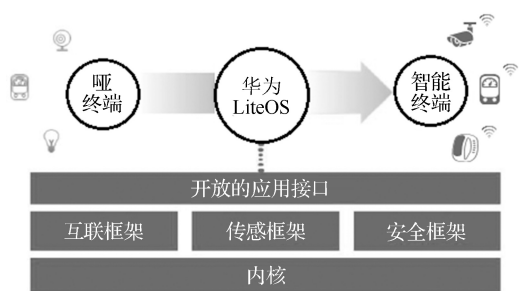 哑
终端
华为
LiteOS
智能
终端
开放的应用接口
互联框架 传感框架 安全框架
内核